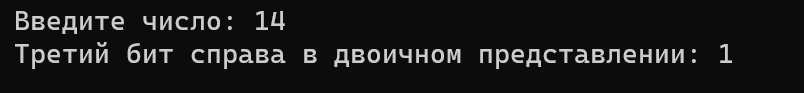 Введите число: 14
Третий бит справа в двоичном представлении: 1